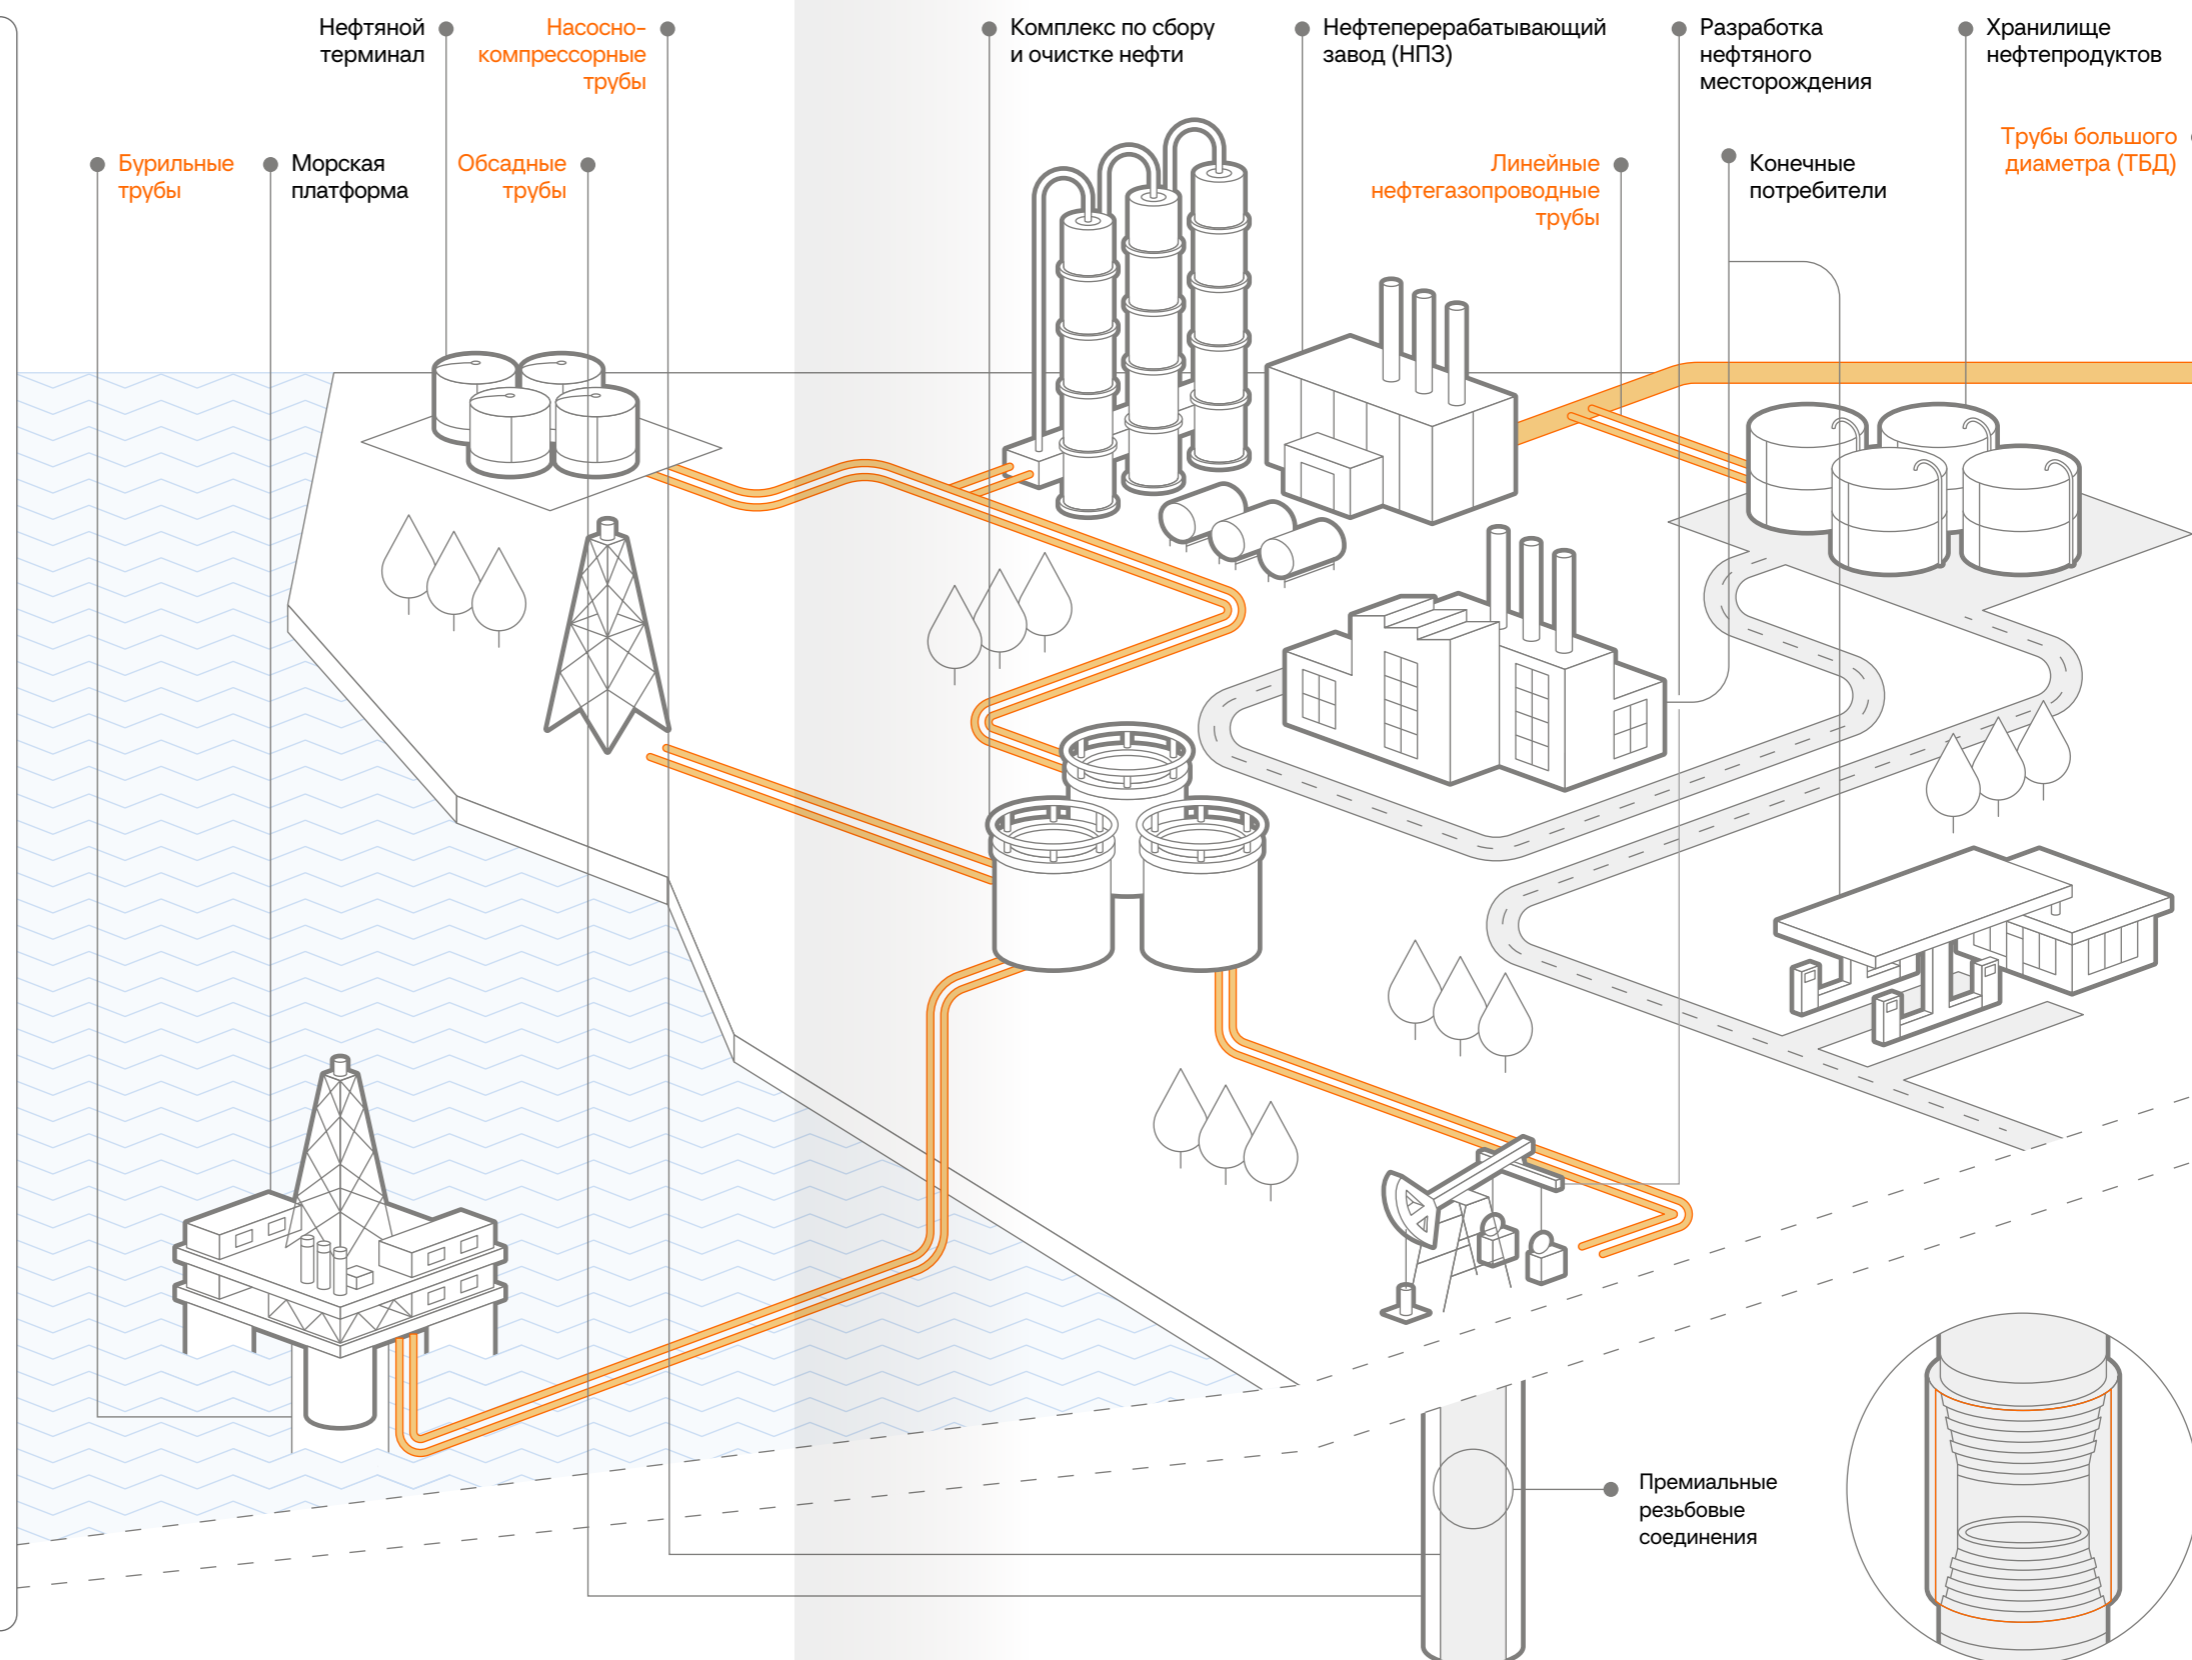 Нефтяной
терминал
Насосно-
компрессорные
трубы
Комплекс по сбору
и очистке нефти
Нефтеперерабатывающий
завод (НПЗ)
Разработка
нефтяного
месторождения
Хранилище
нефтепродуктов
Бурильные
трубы
Морская
платформа
Обсадные
трубы
Линейные
нефтегазопроводные
трубы
Конечные
потребители
Трубы большого
диаметра (ТБД)
Премиальные
резьбовые
соединения